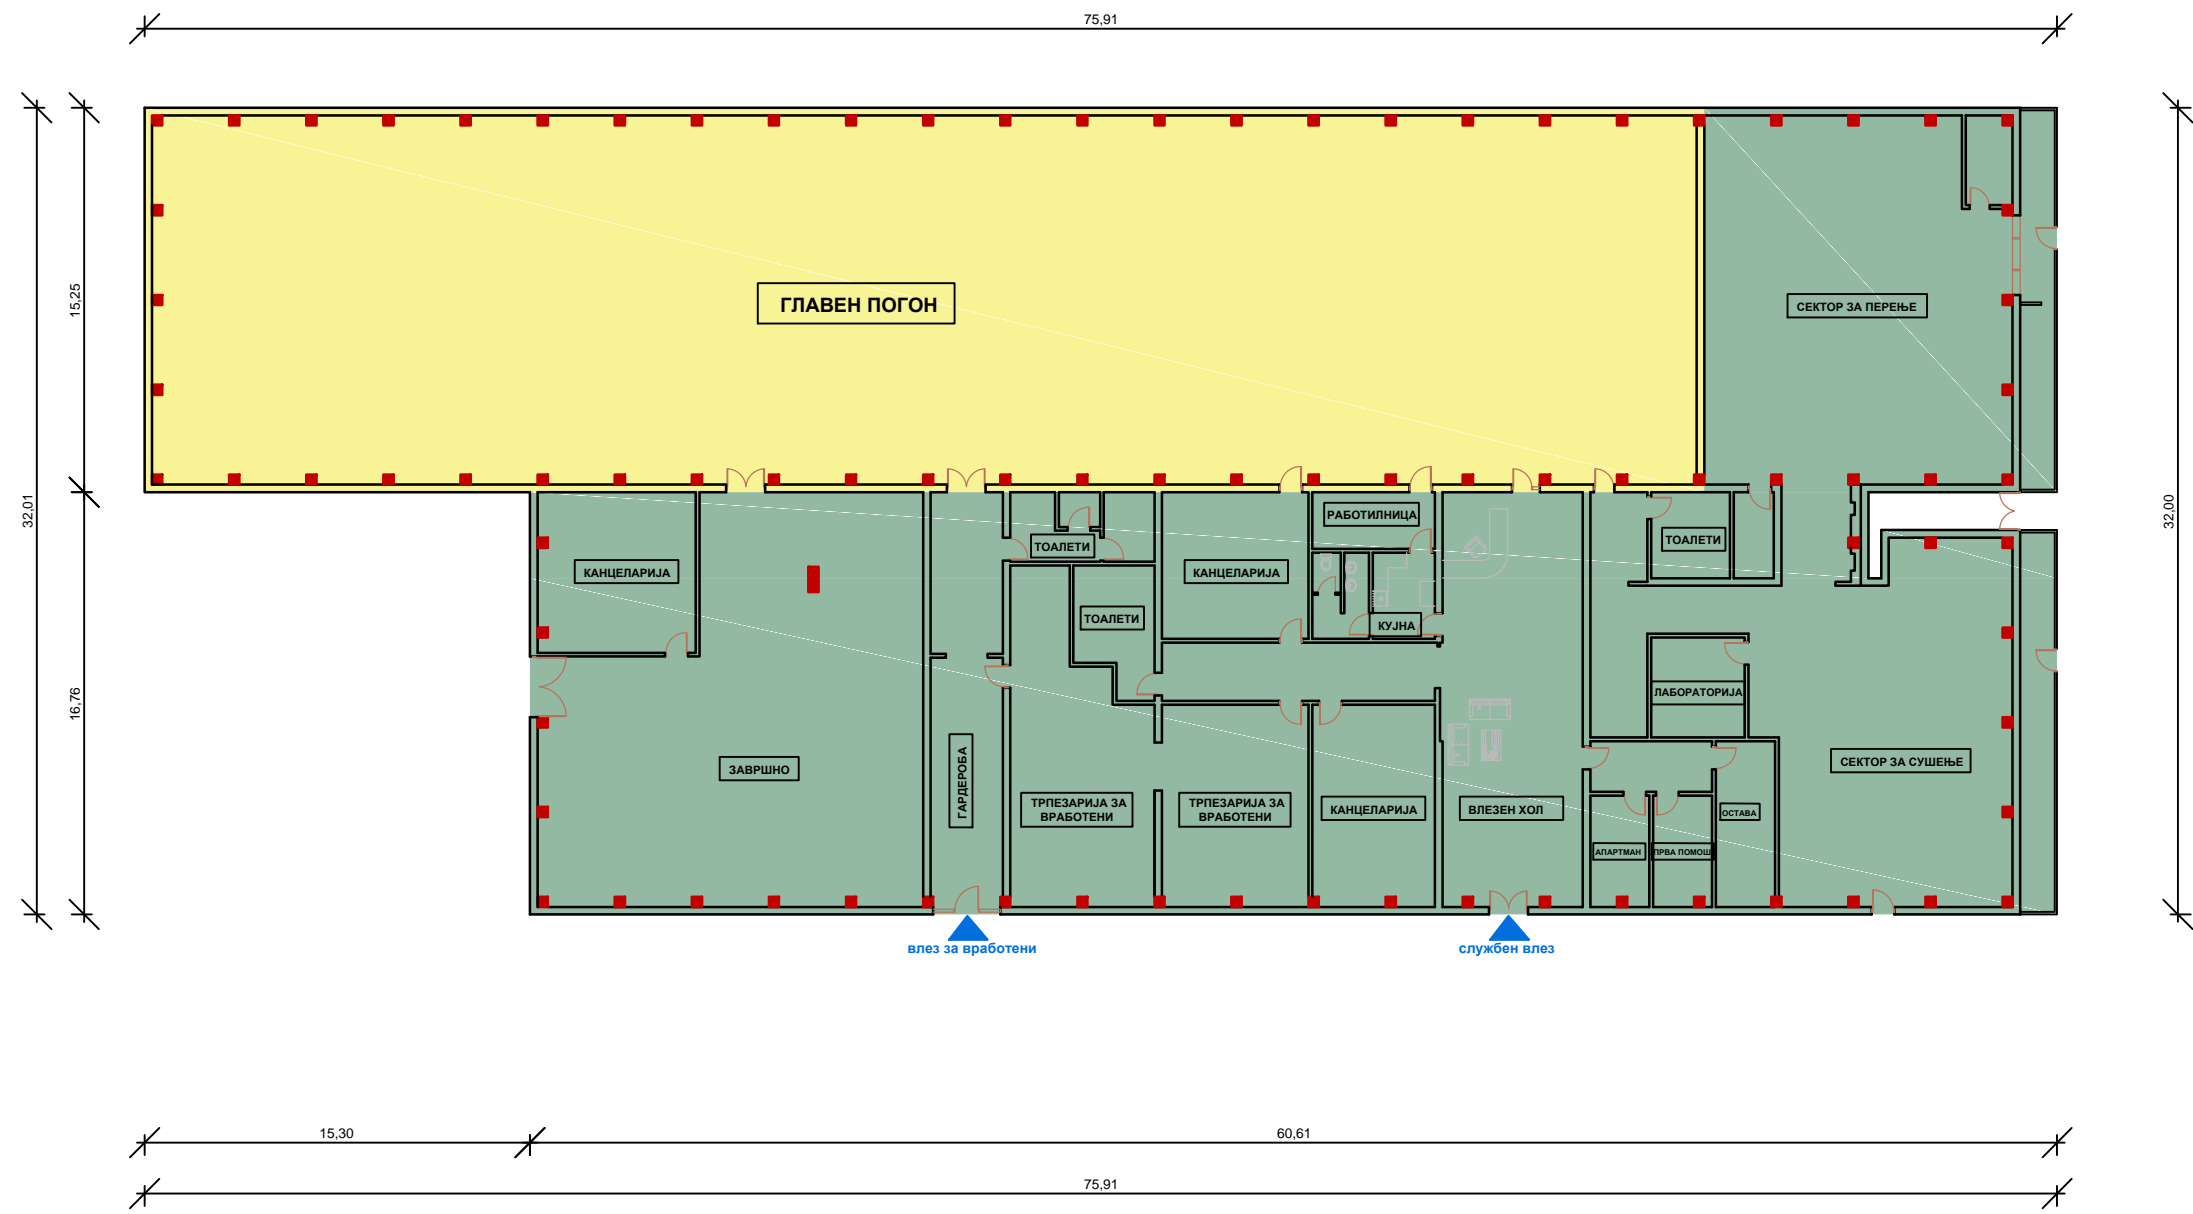 75,91
15,25
32,01
16,76
32,00
ГЛАВЕН ПОГОН
СЕКТОР ЗА ПЕРЕЊЕ
КАНЦЕЛАРИЈА
ТОАЛЕТИ
ТОАЛЕТИ
КАНЦЕЛАРИЈА
РАБОТИЛНИЦА
КУЈНА
ТОАЛЕТИ
ЛАБОРАТОРИЈА
ЗАВРШНО
ГАРДЕРОБА
ТРПЕЗАРИЈА ЗА
ВРАБОТЕНИ
ТРПЕЗАРИЈА ЗА
ВРАБОТЕНИ
КАНЦЕЛАРИЈА
ВЛЕЗЕН ХОЛ
СЕКТОР ЗА СУШЕЊЕ
ОСТАВА
АПАРТМАН
ПРВА ПОМОШ
влез за вработени
службен влез
15,30
60,61
75,91